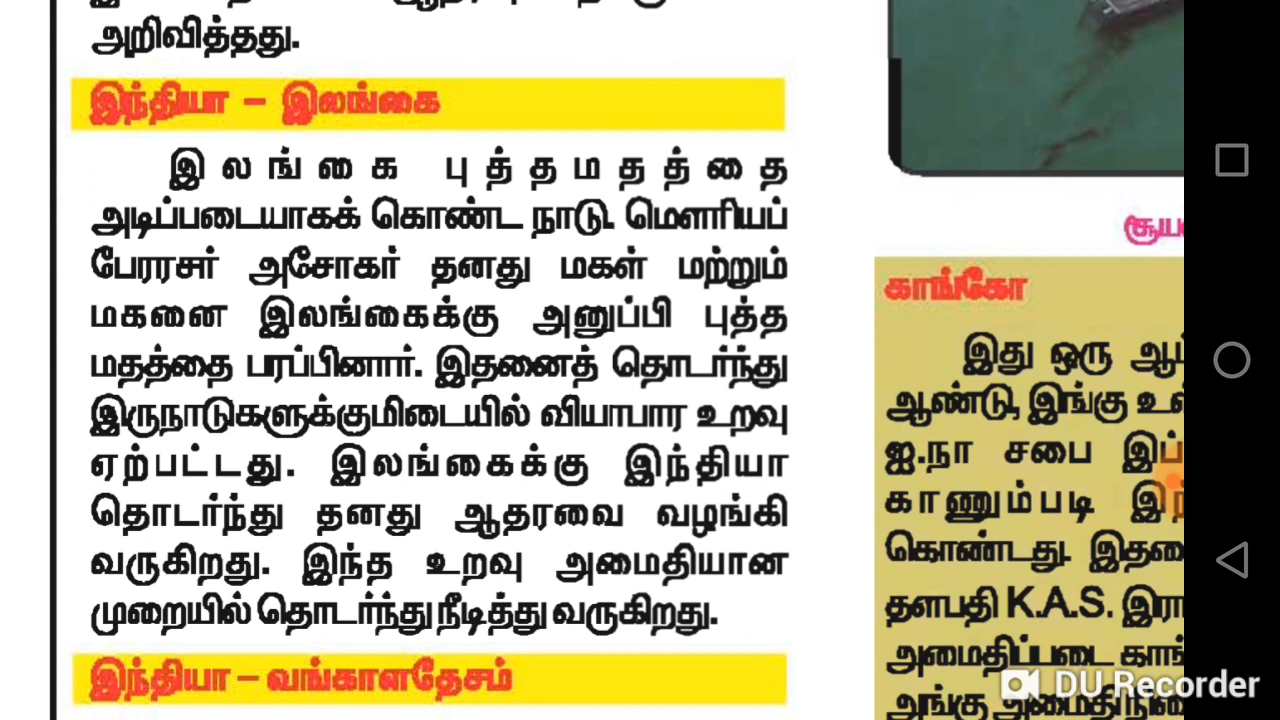 அறிவித்தது.
இந்தியா – இலங்கை
இலங்கை புத்தமதத்தை
அடிப்படையாகக் கொண்ட நாடு. மௌரியப்
பேரரசர் அசோகர் தனது மகள் மற்றும்
மகனை இலங்கைக்கு அனுப்பி புத்த
மதத்தை பரப்பினார். இதனைத் தொடர்ந்து
இருநாடுகளுக்குமிடையில் வியாபார உறவு
ஏற்பட்டது. இலங்கைக்கு இந்தியா
தொடர்ந்து தனது ஆதரவை வழங்கி
வருகிறது. இந்த உறவு அமைதியான
முறையில் தொடர்ந்து நீடித்து வருகிறது.
இந்தியா – வங்காளதேசம்
காங்கோ
இது ஒரு
ஆண்டு, இங்கு
ஐ.நா சபை
காணும்படி
கொண்டது.
தளபதி K.A.S.
அமைதிப்படை
அங்கு
DU Recorder